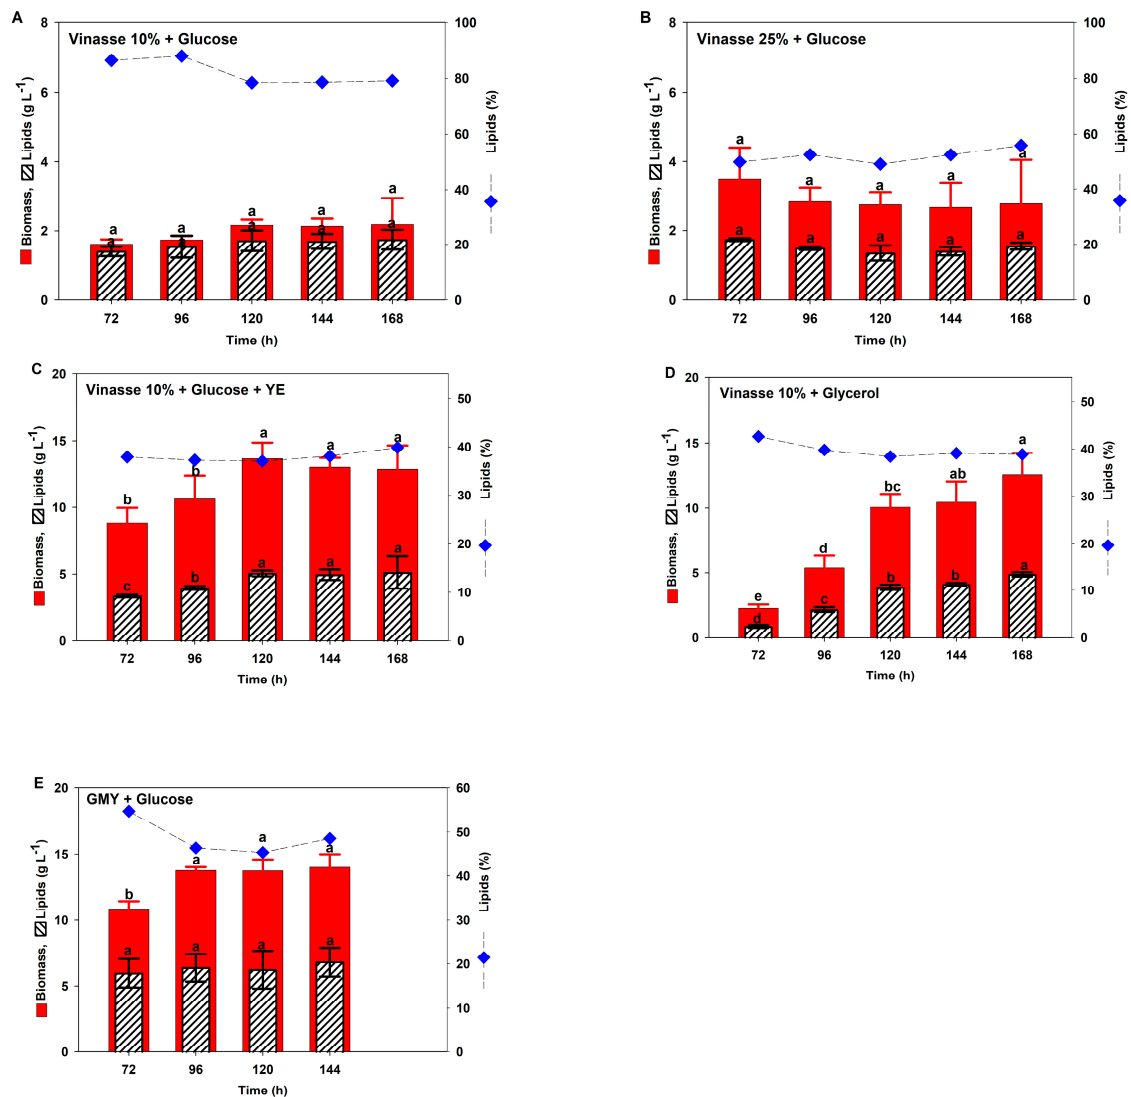 A
Vinasse 10% + Glucose
8
6
4
2
0
100
80
60
40
20
0
a a a a a
a a a a a
72 96 120 144 168
Time (h)
Biomass, Lipids (g L-1)
Lipids (%)
B
Vinasse 25% + Glucose
8
6
4
2
0
100
80
60
40
20
0
a a a a a
a a a a a
72 96 120 144 168
Time (h)
Biomass, Lipids (g L-1)
Lipids (%)
C
Vinasse 10% + Glucose + YE
20
15
10
5
0
50
40
30
20
10
0
b b a a a
c b a a a
72 96 120 144 168
Time (h)
Biomass, Lipids (g L-1)
Lipids (%)
D
Vinasse 10% + Glycerol
20
15
10
5
0
50
40
30
20
10
0
e d bc ab a
d c b b a
72 96 120 144 168
Time (h)
Biomass, Lipids (g L-1)
Lipids (%)
E
GMY + Glucose
20
15
10
5
0
60
50
40
30
20
10
0
b a a a
a a a a
72 96 120 144
Time (h)
Biomass, Lipids (g L-1)
Lipids (%)